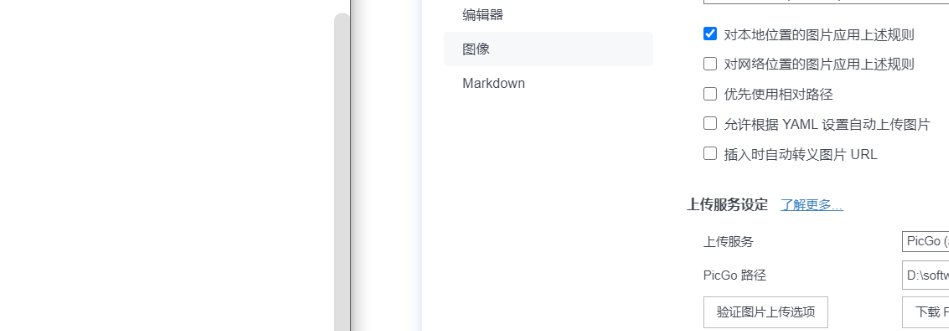 编辑器
图像
Markdown
对本地位置的图片应用上述规则
对网络位置的图片应用上述规则
优先使用相对路径
允许根据 YAML 设置自动上传图片
插入时自动转义图片 URL
上传服务设定 了解更多...
上传服务 PicGo
PicGo 路径 D:\softw
验证图片上传选项 下载